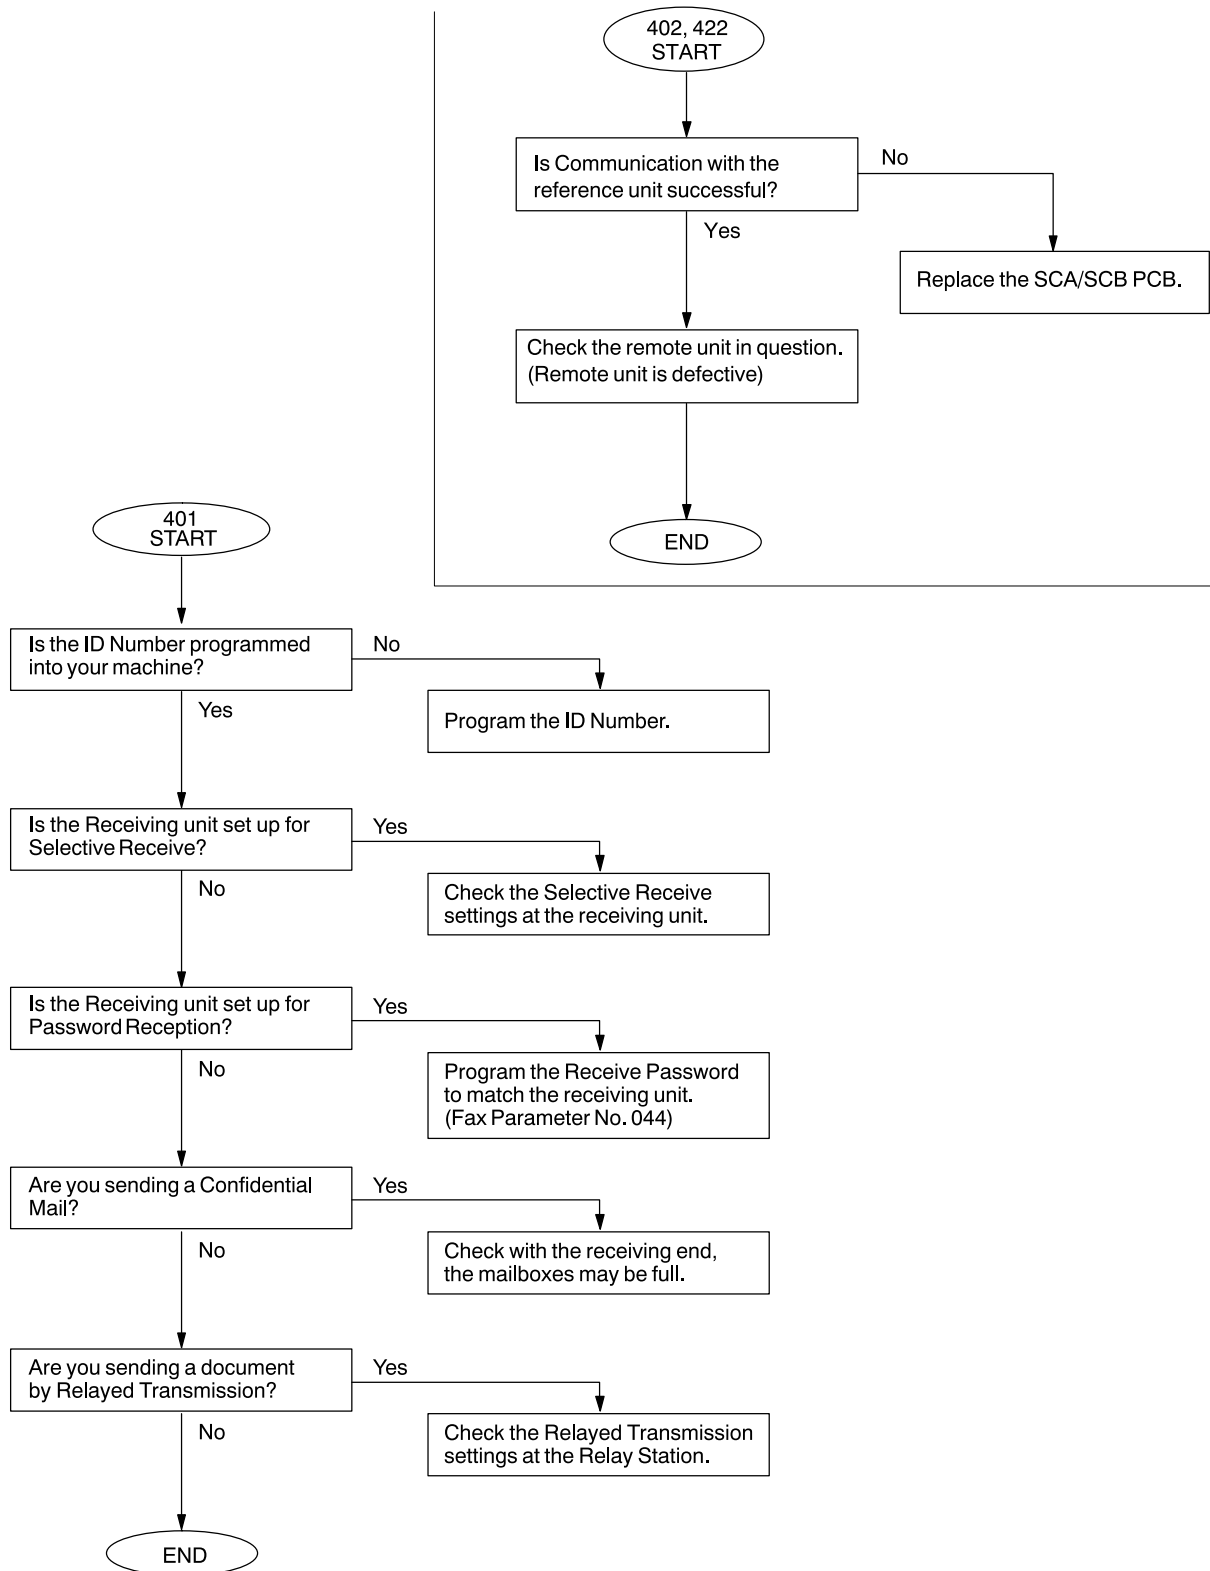 402, 422
START
Is Communication with the
reference unit successful?
No
Yes
Replace the SCA/SCB PCB.
Check the remote unit in question.
(Remote unit is defective)
END
401
START
Is the ID Number programmed
into your machine?
No
Yes
Program the ID Number.
Is the Receiving unit set up for
Selective Receive?
Yes
No
Check the Selective Receive
settings at the receiving unit.
Is the Receiving unit set up for
Password Reception?
Yes
No
Program the Receive Password
to match the receiving unit.
(Fax Parameter No. 044)
Are you sending a Confidential
Mail?
Yes
No
Check with the receiving end,
the mailboxes may be full.
Are you sending a document
by Relayed Transmission?
Yes
No
Check the Relayed Transmission
settings at the Relay Station.
END